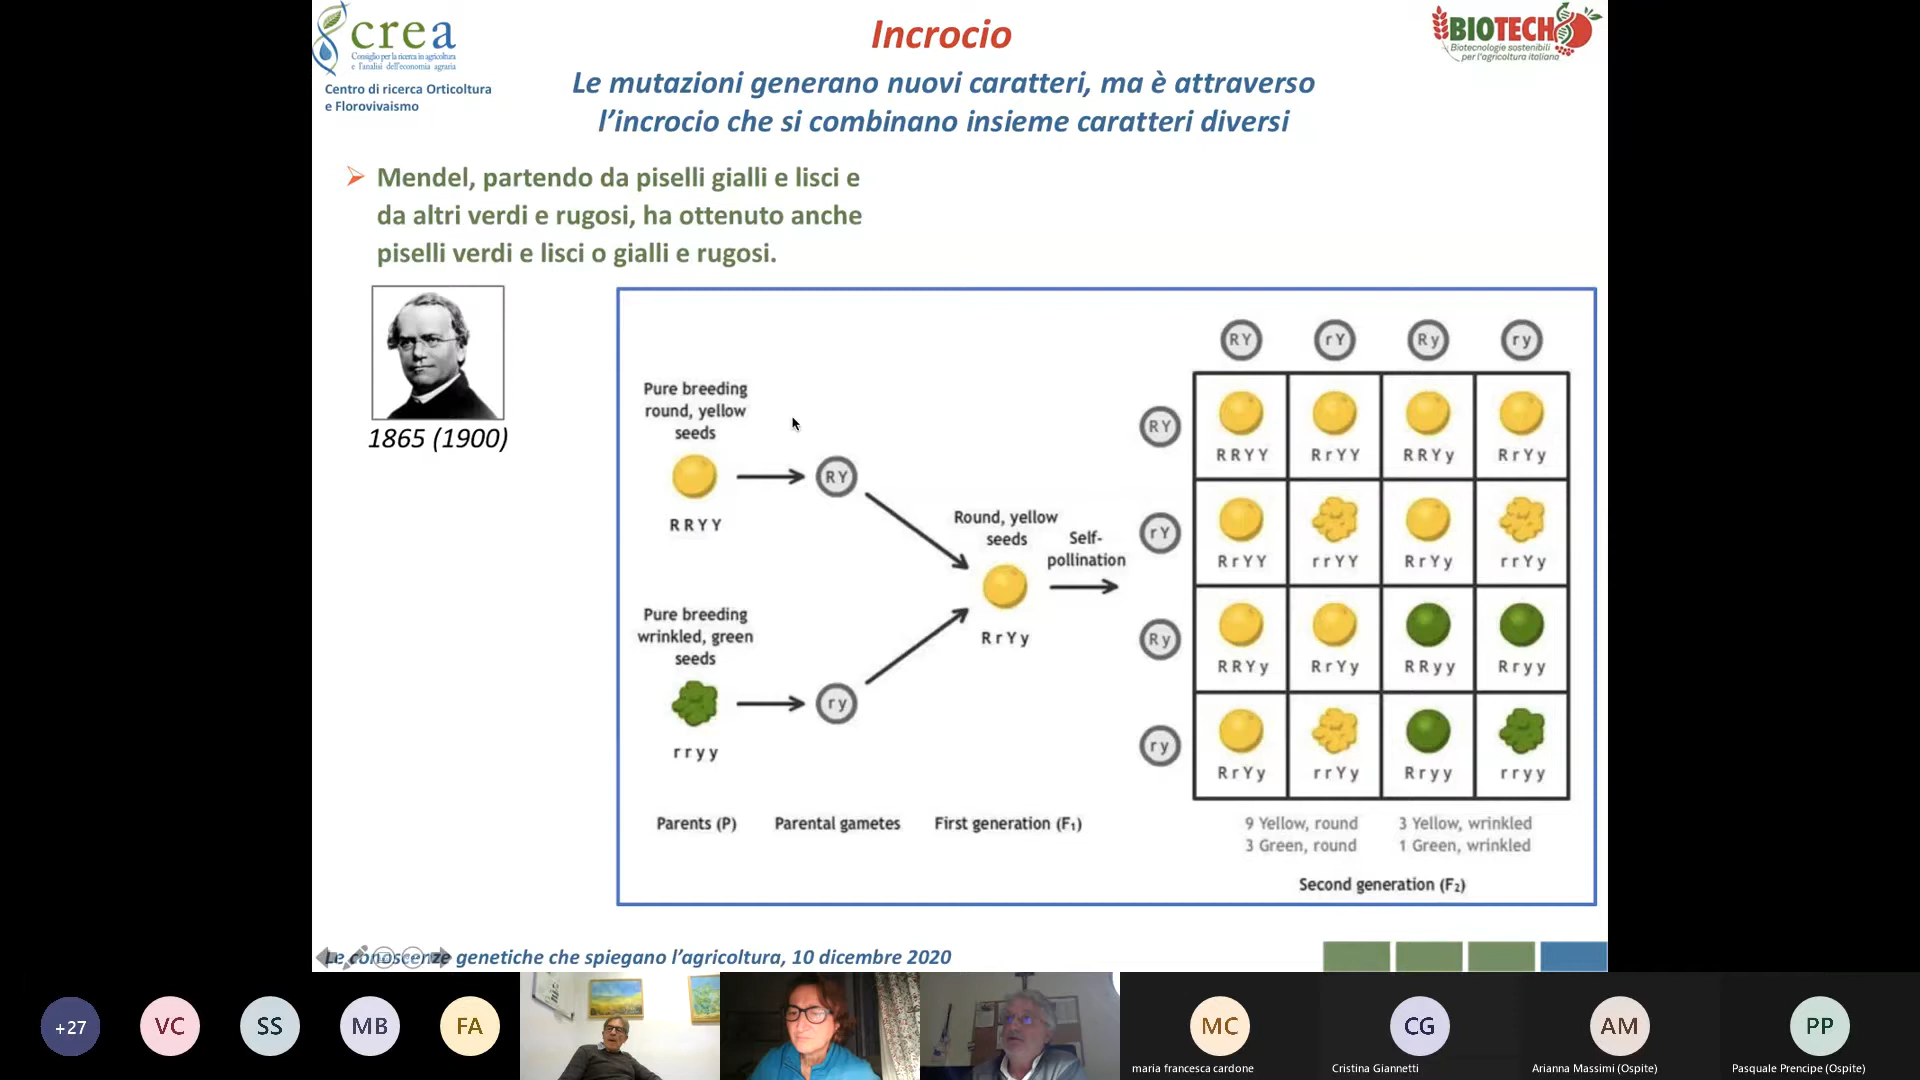 crea
Consiglio per la ricerca in agricoltura
e l'analisi dell'economia agraria
Centro di ricerca Orticoltura
e Florovivaismo
Incrocio
BIOTECH
Biotecnologie sostenibili
per l'agricoltura italiana
Le mutazioni generano nuovi caratteri, ma è attraverso
l'incrocio che si combinano insieme caratteri diversi
Mendel, partendo da piselli gialli e lisci e
da altri verdi e rugosi, ha ottenuto anche
piselli verdi e lisci o gialli e rugosi.
1865 (1900)
Pure breeding
round, yellow
seeds
RRYY
RY
Pure breeding
wrinkled, green
seeds
rryy
ry
Round, yellow
seeds
RrYy
Self-
pollination
RY rY Ry ry
RY
RRYY RrYY RRYy RrYy
rY
RrYY rrYY RrYy rrYy
Ry
RRYy RrYy RRyy Rryy
ry
RrYy rrYy Rryy rryy
Parents (P) Parental gametes First generation (F₁)
9 Yellow, round 3 Yellow, wrinkled
3 Green, round 1 Green, wrinkled
Second generation (F₂)
Le conoscenze genetiche che spiegano l'agricoltura, 10 dicembre 2020
+27 VC SS MB FA MC CG AM PP
maria francesca cardone Cristina Giannetti Arianna Massimi (Ospite) Pasquale Prencipe (Ospite)